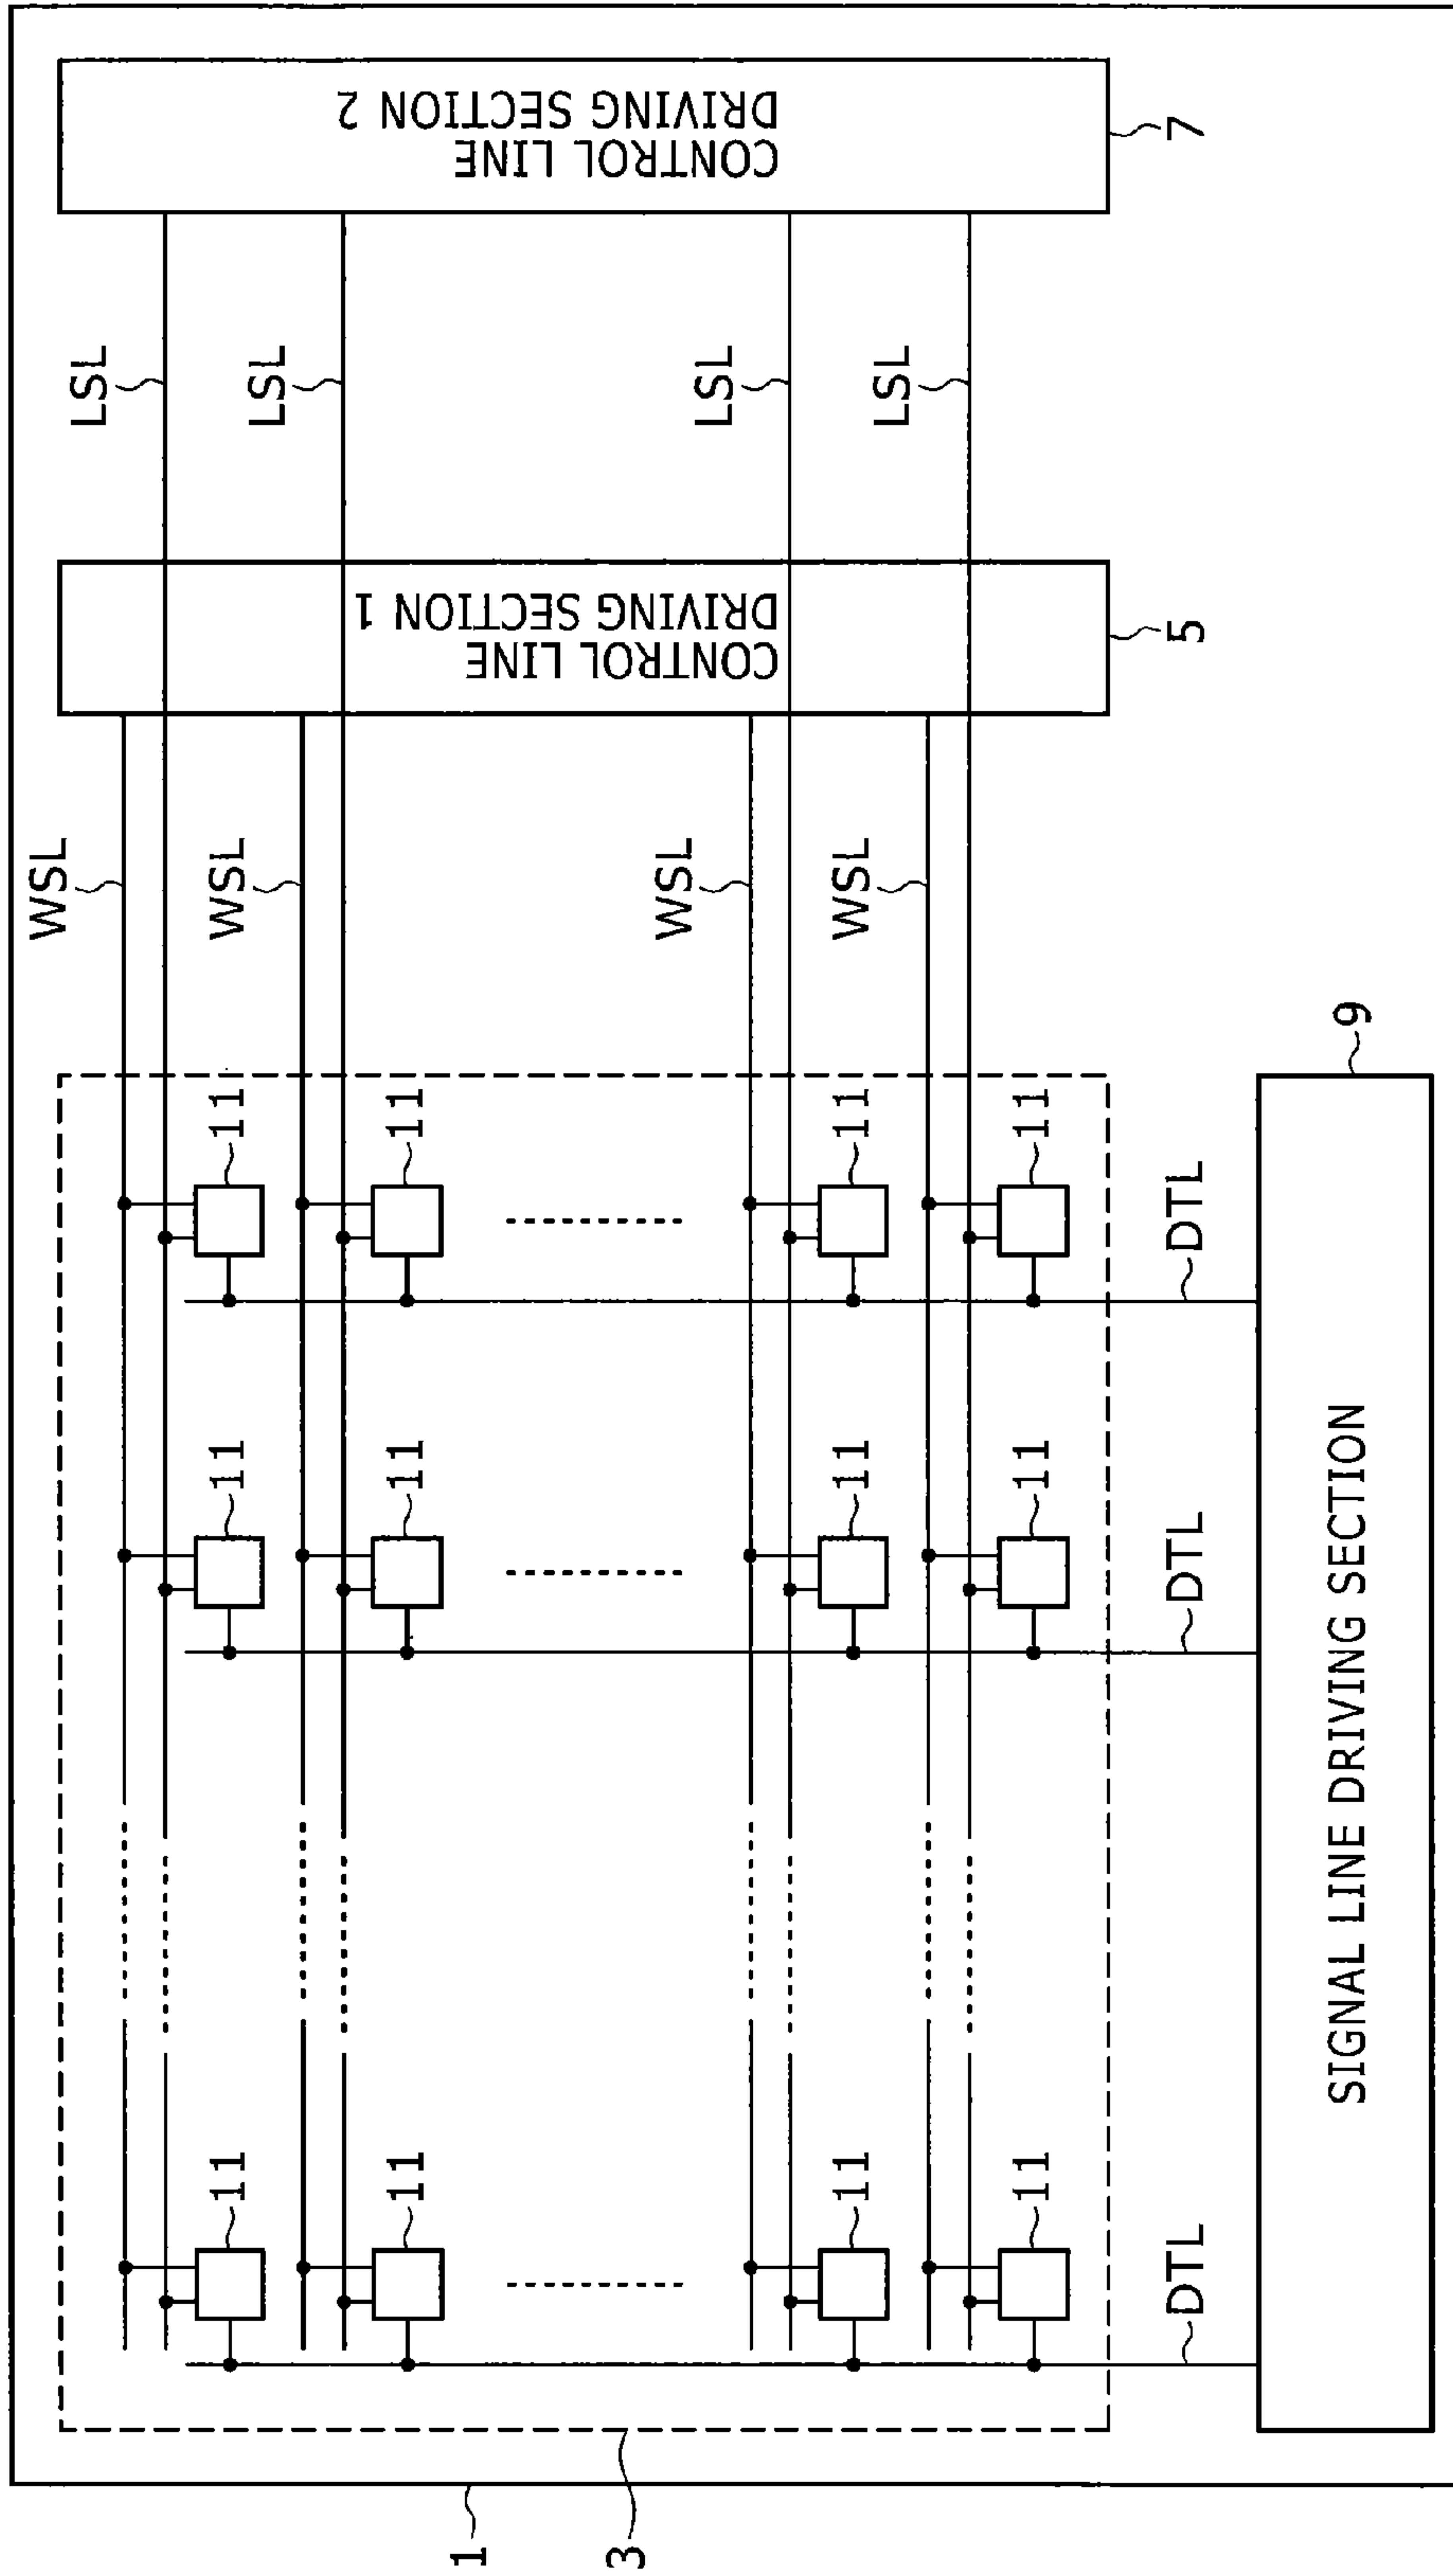 WSL
LSL
11
11
11
WSL
LSL
11
11
11
1
CONTROL LINE
DRIVING SECTION 1
CONTROL LINE
DRIVING SECTION 2
3
WSL
LSL
11
11
11
WSL
LSL
11
11
11
DTL
DTL
DTL
5
7
9
SIGNAL LINE DRIVING SECTION